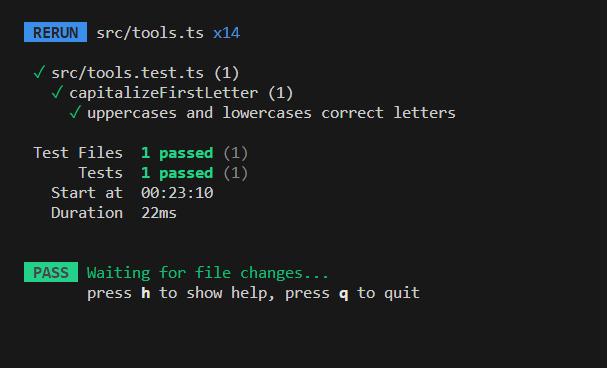 RERUN src/tools.ts x14
✓ src/tools.test.ts (1)
✓ capitalizeFirstLetter (1)
✓ uppercases and lowercases correct letters
Test Files 1 passed (1)
Tests 1 passed (1)
Start at 00:23:10
Duration 22ms
PASS Waiting for file changes...
press h to show help, press q to quit